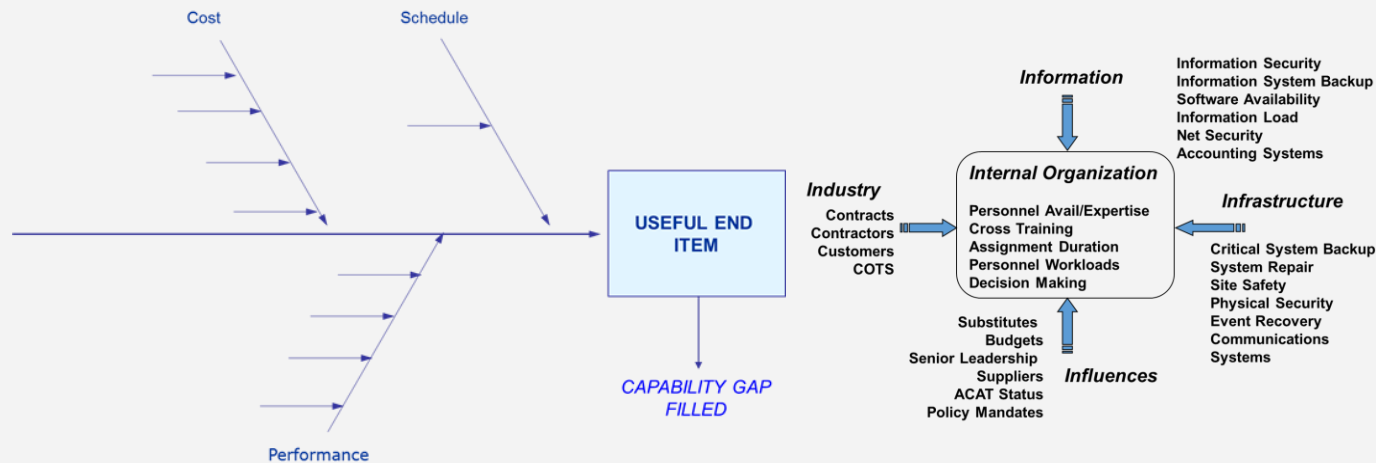 Cost
Schedule
Performance
USEFUL END
ITEM
CAPABILITY GAP
FILLED
Information
Information Security
Information System Backup
Software Availability
Information Load
Net Security
Accounting Systems
Industry
Contracts
Contractors
Customers
COTS
Internal Organization
Personnel Avail/Expertise
Cross Training
Assignment Duration
Personnel Workloads
Decision Making
Infrastructure
Critical System Backup
System Repair
Site Safety
Physical Security
Event Recovery
Communications
Systems
Substitutes
Budgets
Senior Leadership
Suppliers
ACAT Status
Policy Mandates
Influences